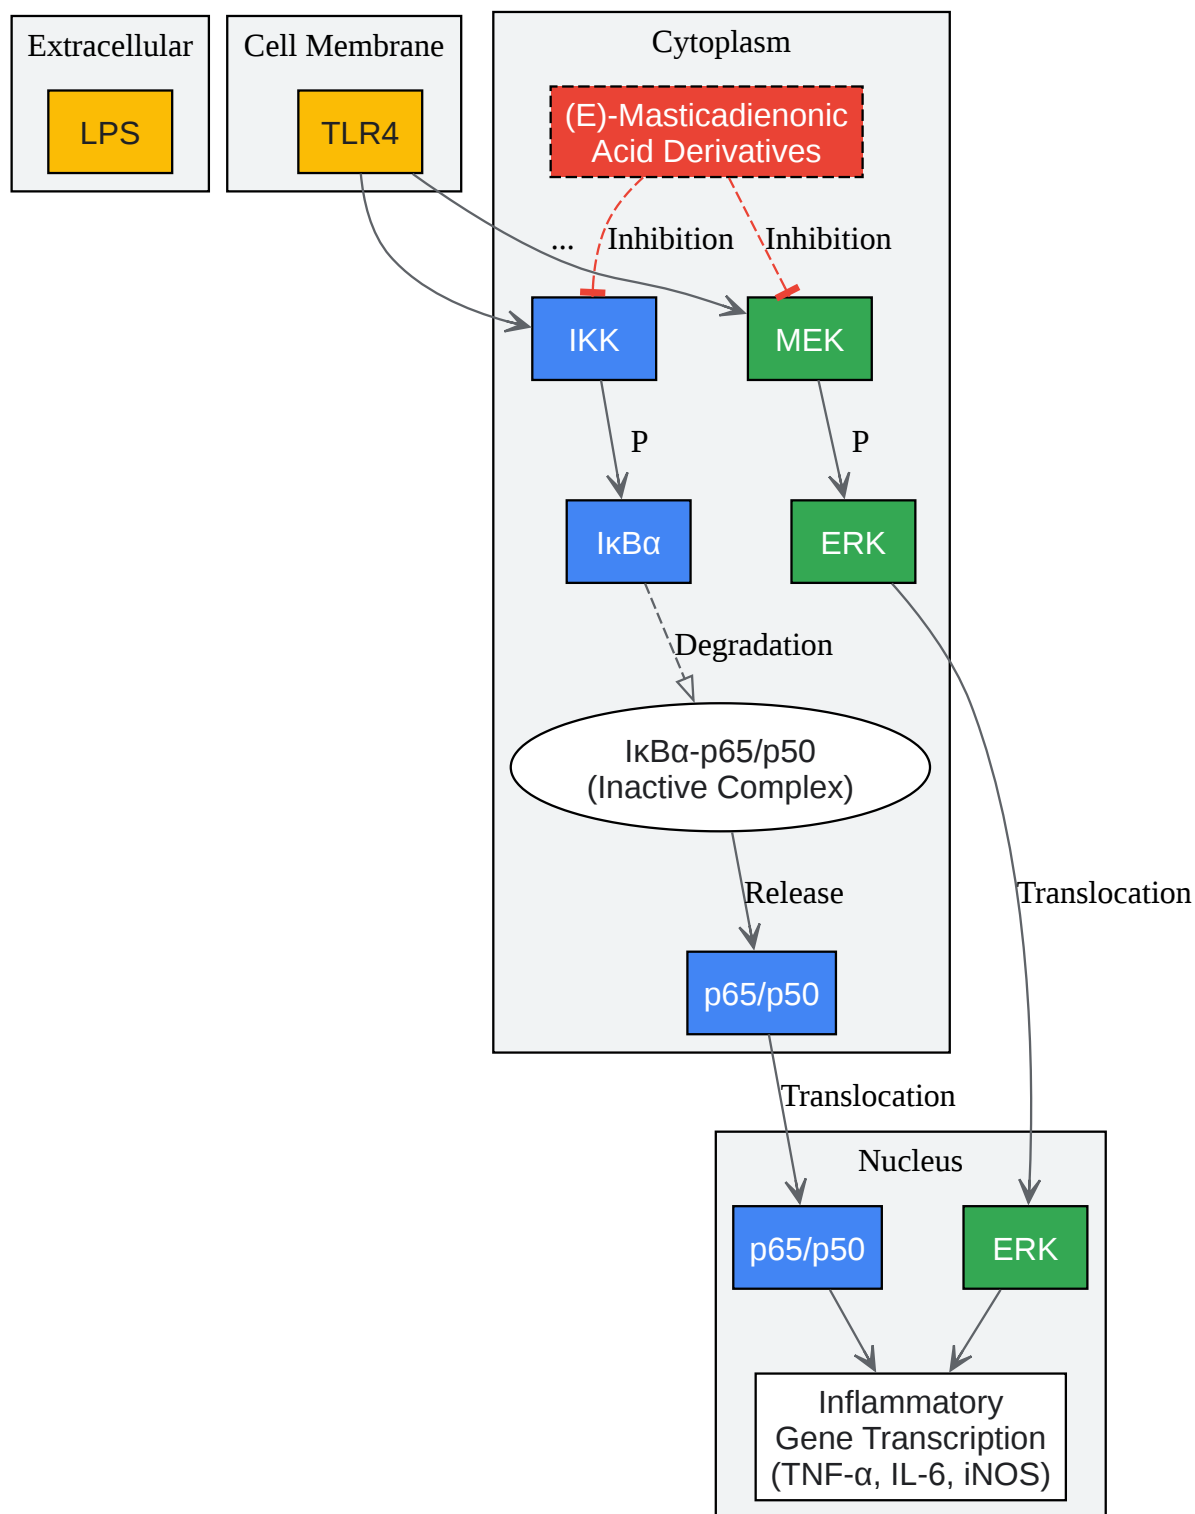 Extracellular
Cell Membrane
Cytoplasm
LPS
TLR4
(E)-Masticadienonic
Acid Derivatives
...
Inhibition
Inhibition
IKK
MEK
P
P
IκBα
ERK
Degradation
IκBα-p65/p50
(Inactive Complex)
Release
Translocation
p65/p50
Translocation
Nucleus
p65/p50
ERK
Inflammatory
Gene Transcription
(TNF-α, IL-6, iNOS)